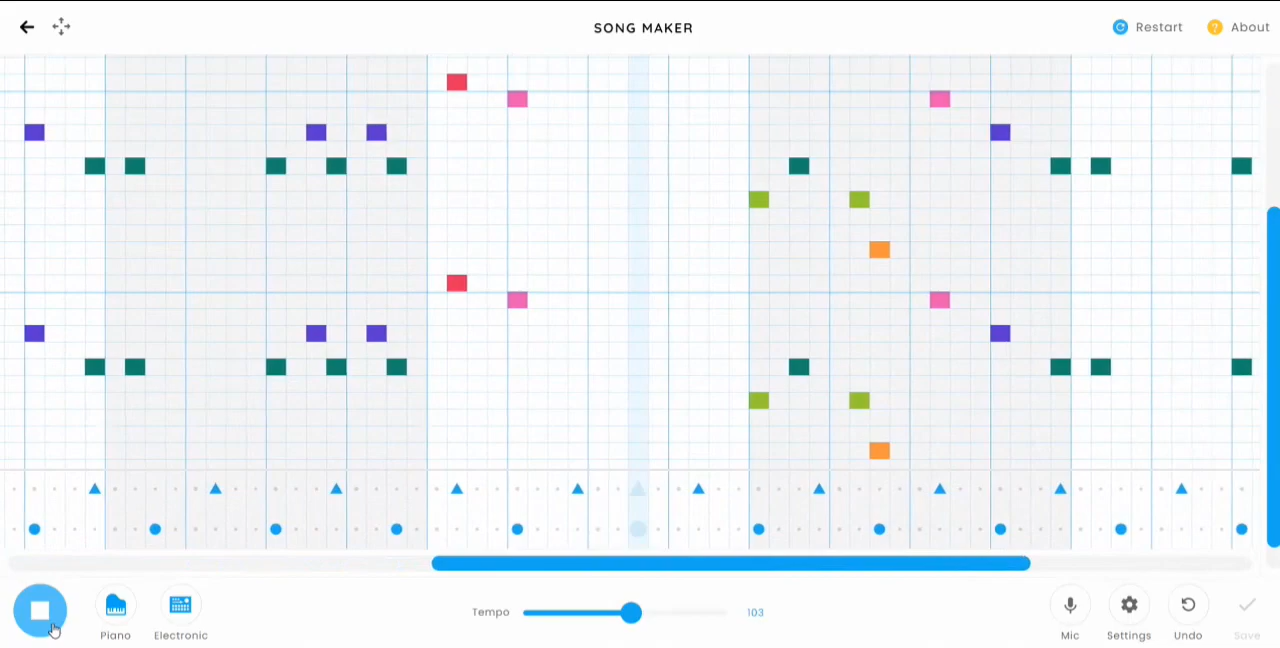 SONG MAKER
Restart
? About
Tempo
103
Piano
Electronic
Mic
Settings
Undo
Save